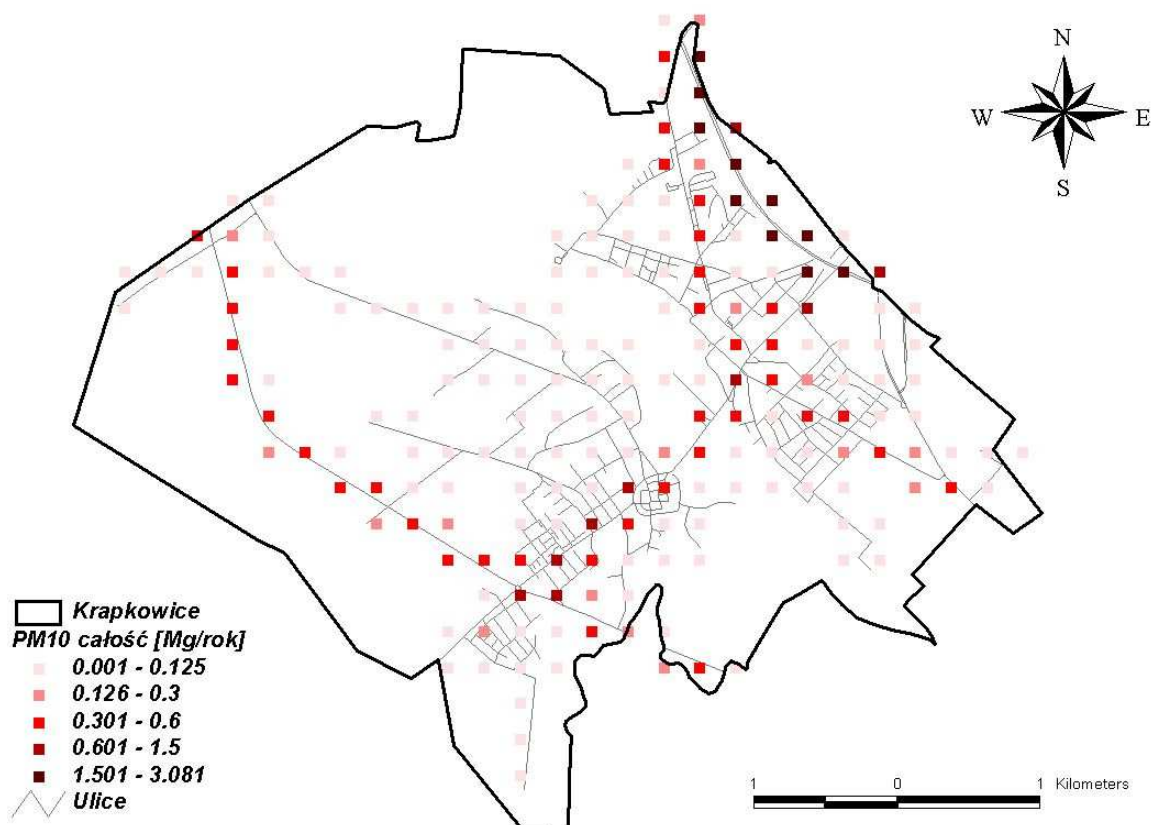 N
W E
S
Krapkowice
PM10 całość [Mg/rok]
0.001 - 0.125
0.126 - 0.3
0.301 - 0.6
0.601 - 1.5
1.501 - 3.081
Ulice
1 0 1 Kilometers